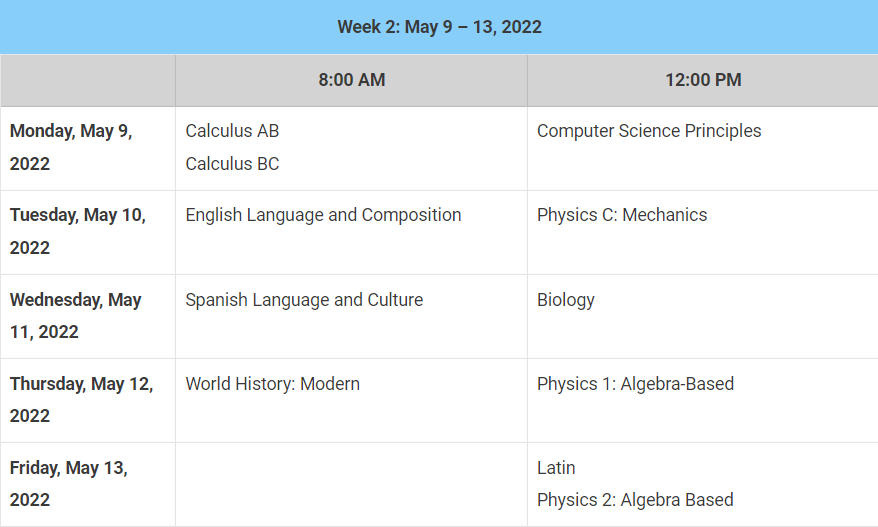 Week 2: May 9 – 13, 2022
8:00 AM
12:00 PM
Monday, May 9,
2022
Calculus AB
Calculus BC
Computer Science Principles
Tuesday, May 10,
2022
English Language and Composition
Physics C: Mechanics
Wednesday, May
11, 2022
Spanish Language and Culture
Biology
Thursday, May 12,
2022
World History: Modern
Physics 1: Algebra-Based
Friday, May 13,
2022
Latin
Physics 2: Algebra Based